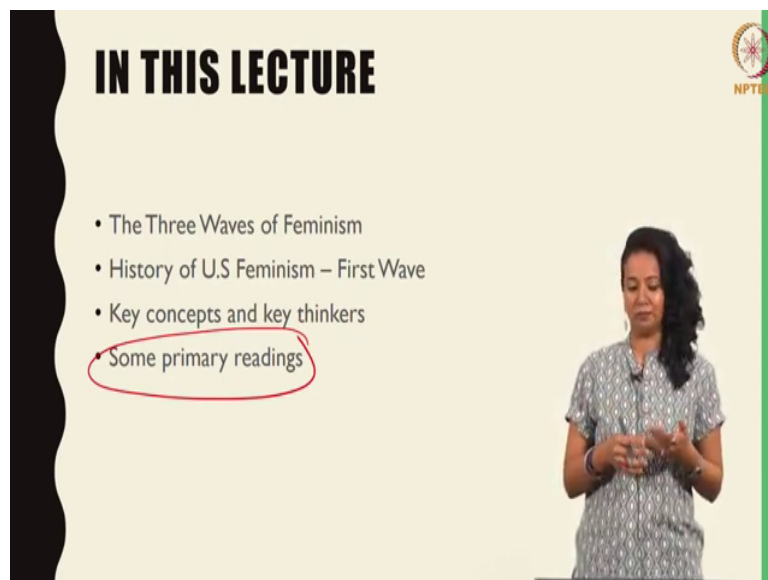 IN THIS LECTURE
NPTE
• The Three Waves of Feminism
• History of U.S Feminism – First Wave
• Key concepts and key thinkers
• Some primary readings